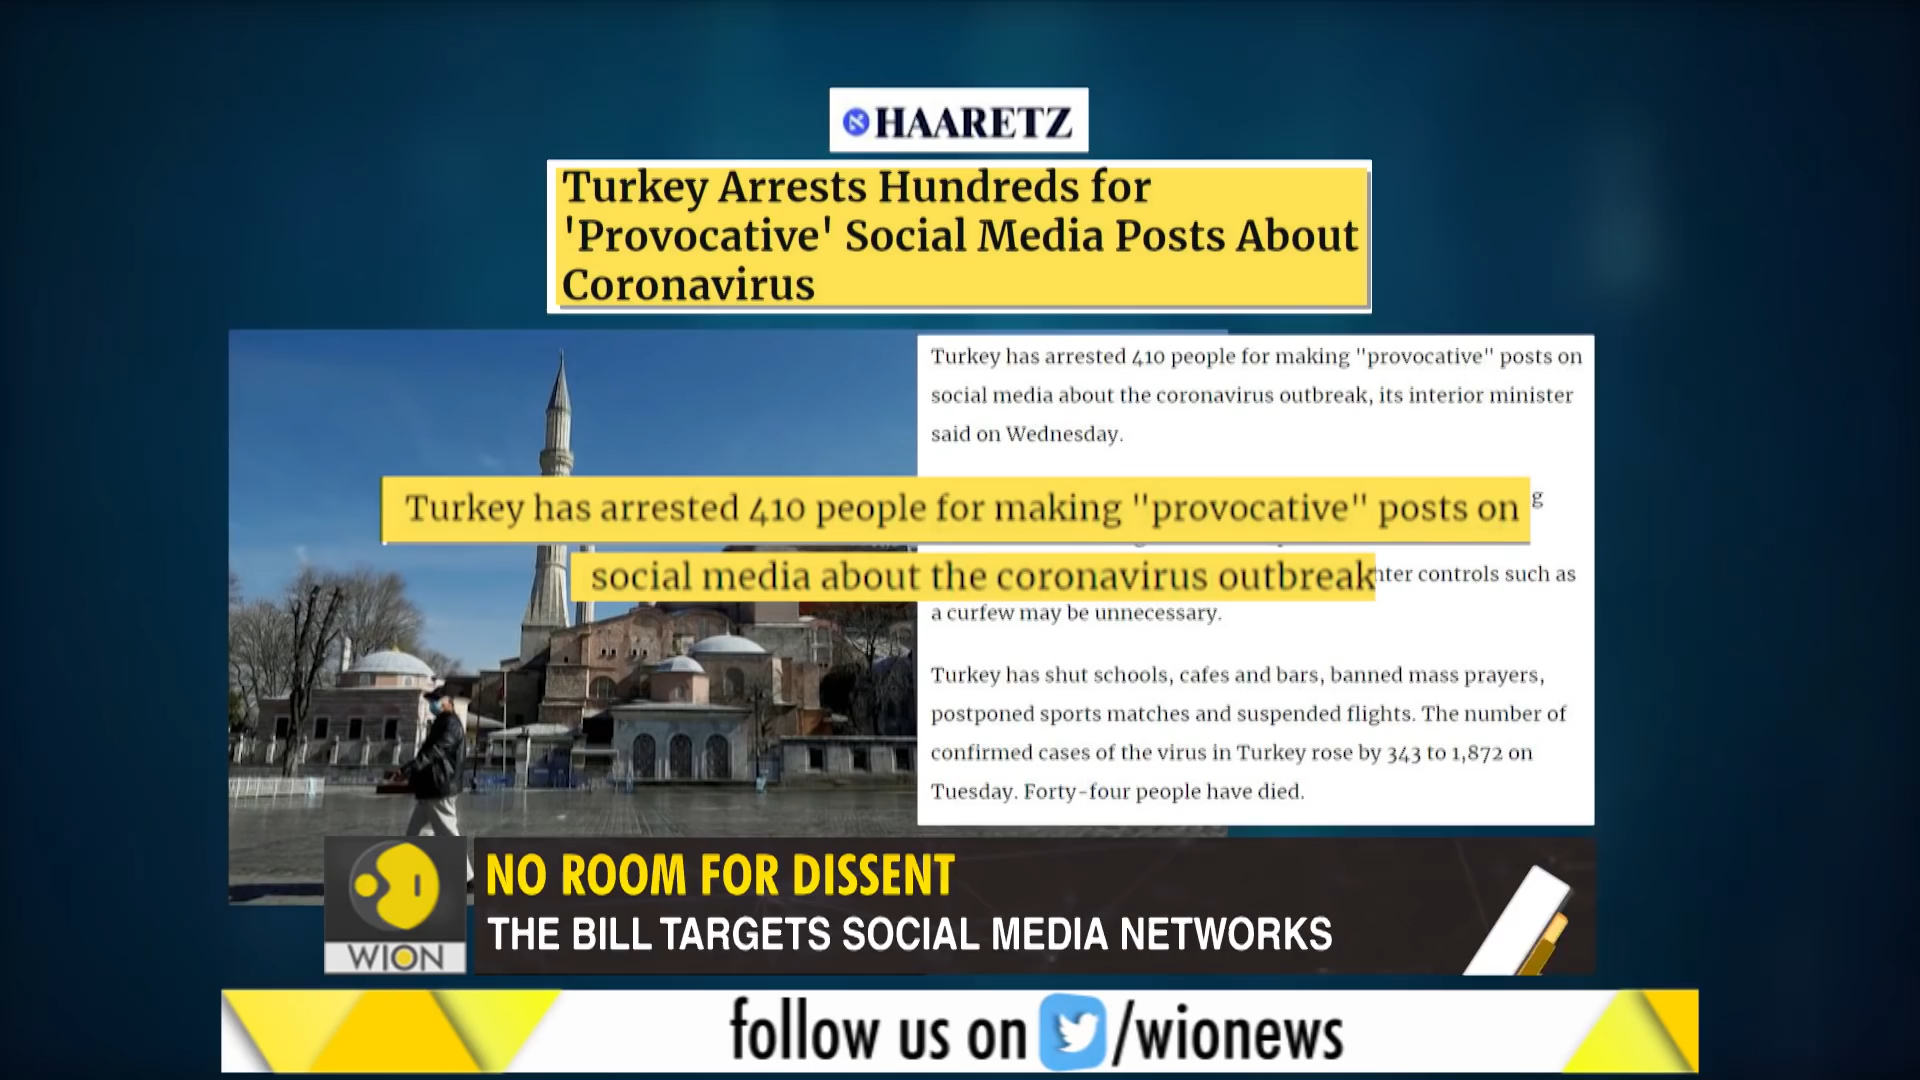 HAARETZ
Turkey Arrests Hundreds for
'Provocative' Social Media Posts About
Coronavirus
Turkey has arrested 410 people for making "provocative" posts on
social media about the coronavirus outbreak, its interior minister
said on Wednesday.
Turkey has arrested 410 people for making "provocative" posts on
social media about the coronavirus outbreak
controls such as
a curfew may be unnecessary.
Turkey has shut schools, cafes and bars, banned mass prayers,
postponed sports matches and suspended flights. The number of
confirmed cases of the virus in Turkey rose by 343 to 1,872 on
Tuesday. Forty-four people have died.
NO ROOM FOR DISSENT
THE BILL TARGETS SOCIAL MEDIA NETWORKS
WION
follow us on /wionews